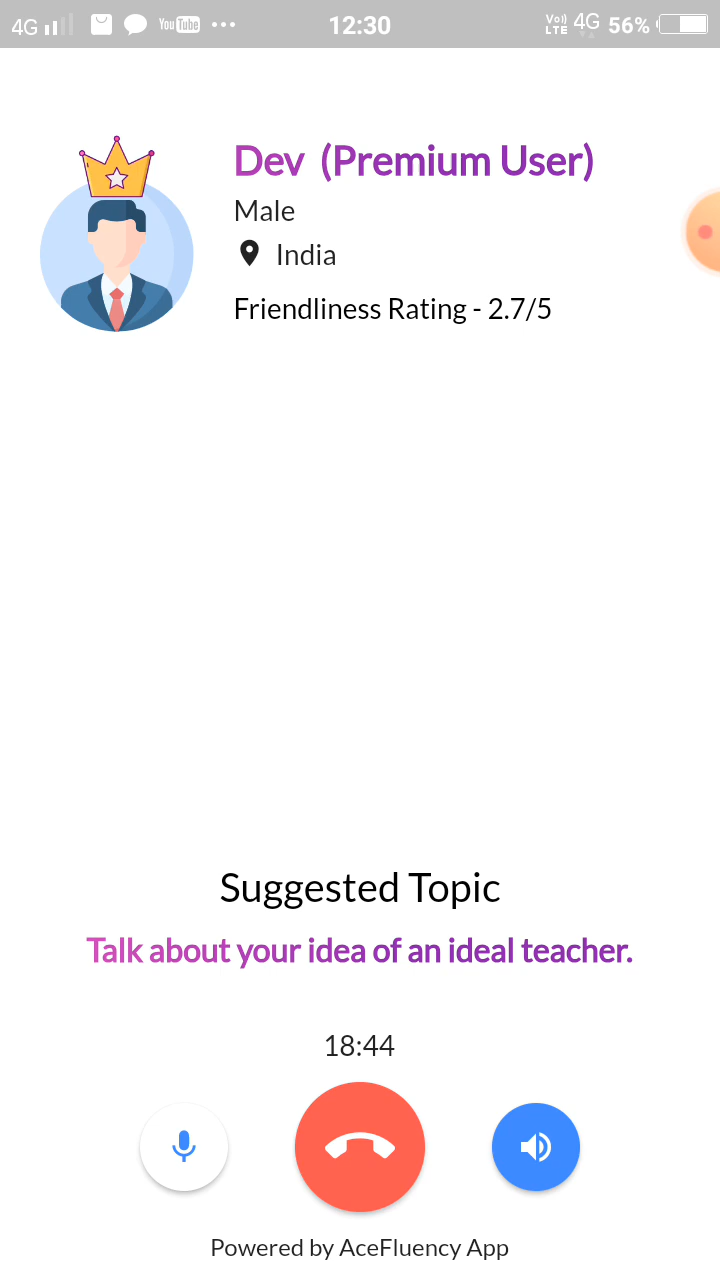 4G YouTube 12:30 Vo) LTE 4G 56%
Dev (Premium User)
Male
India
Friendliness Rating - 2.7/5
Suggested Topic
Talk about your idea of an ideal teacher.
18:44
Powered by AceFluency App